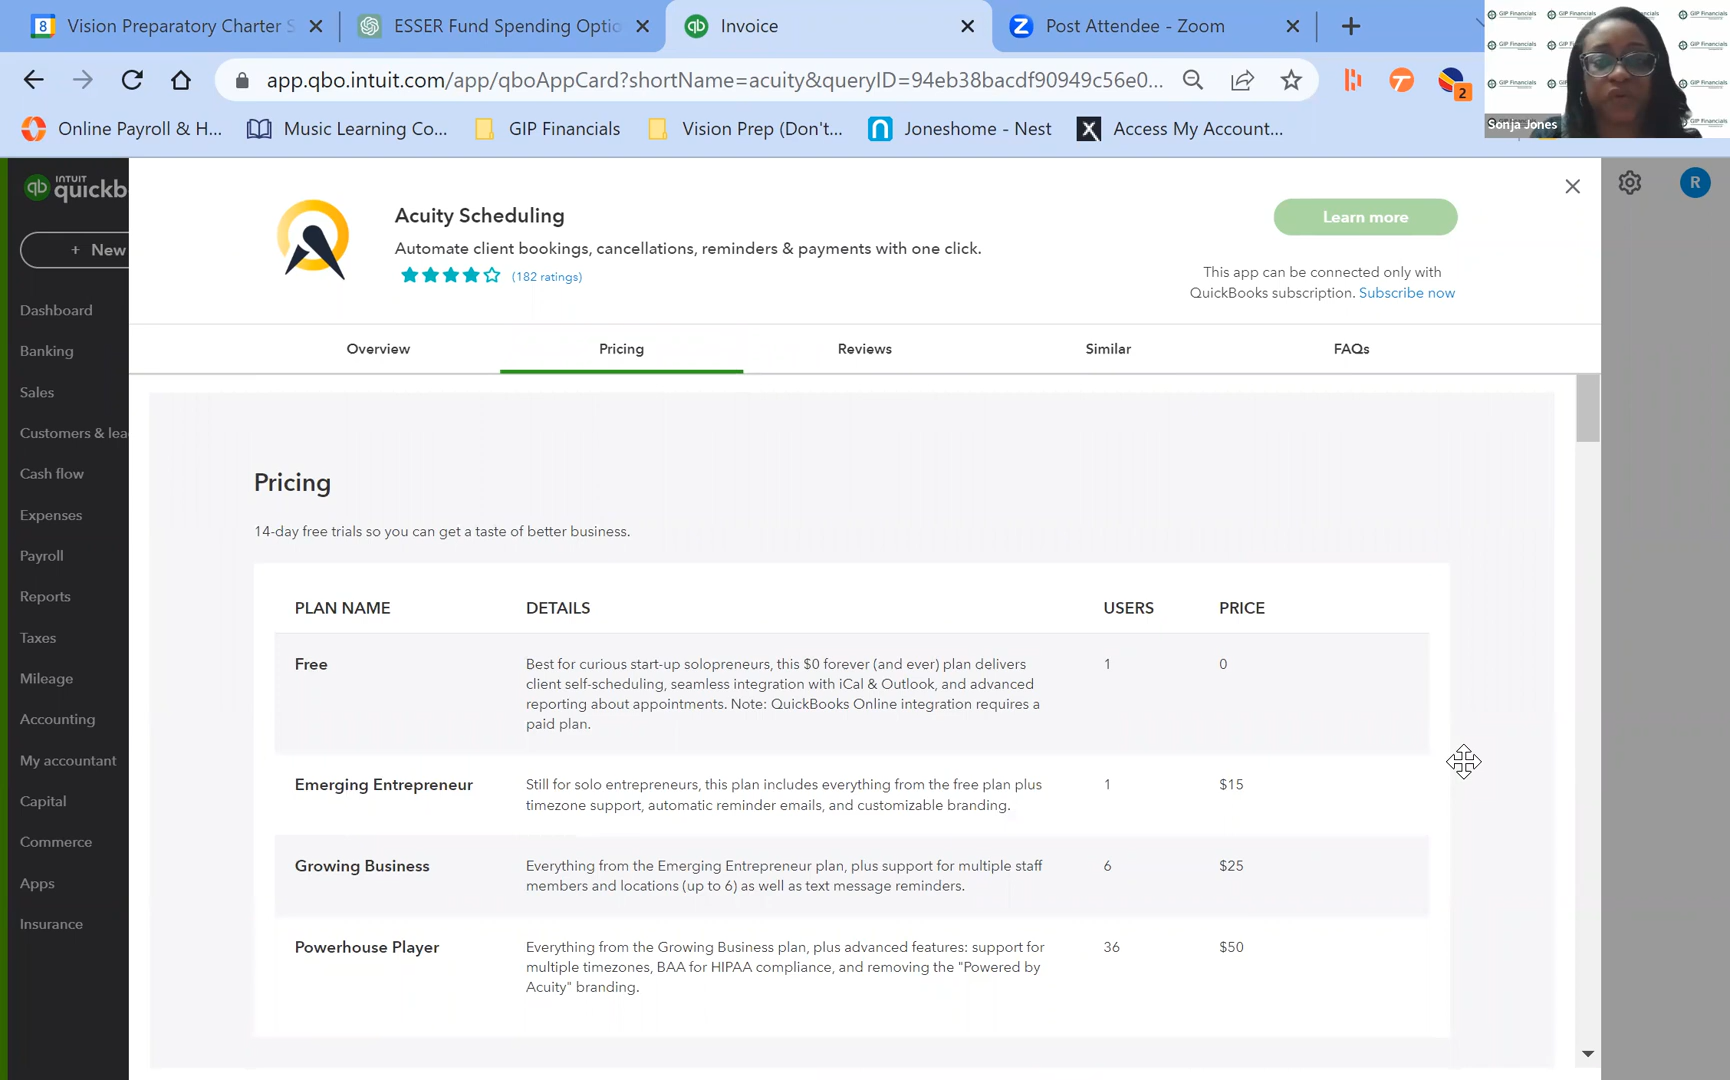 8 Vision Preparatory Charter S
ESSER Fund Spending Optio
qb Invoice
Z Post Attendee - Zoom
app.qbo.intuit.com/app/qboAppCard?shortName=acuity&queryID=94eb38bacdf90949c56e0...
2
Online Payroll & H...
Music Learning Co...
GIP Financials
Vision Prep (Don't...
Joneshome - Nest
Access My Account...
GIP Financials
GIP Financials
GIP Financials
GIP Financials
Sonja Jones
qb INTUIT
quickb
+ New
Dashboard
Banking
Sales
Customers & lea
Cash flow
Expenses
Payroll
Reports
Taxes
Mileage
Accounting
My accountant
Capital
Commerce
Apps
Insurance
R
Acuity Scheduling
Automate client bookings, cancellations, reminders & payments with one click.
(182 ratings)
Learn more
This app can be connected only with
QuickBooks subscription. Subscribe now
Overview
Pricing
Reviews
Similar
FAQs
Pricing
14-day free trials so you can get a taste of better business.
PLAN NAME DETAILS USERS PRICE
Free
Best for curious start-up solopreneurs, this $0 forever (and ever) plan delivers
client self-scheduling, seamless integration with iCal & Outlook, and advanced
reporting about appointments. Note: QuickBooks Online integration requires a
paid plan.
1
0
Emerging Entrepreneur
Still for solo entrepreneurs, this plan includes everything from the free plan plus
timezone support, automatic reminder emails, and customizable branding.
1
$15
Growing Business
Everything from the Emerging Entrepreneur plan, plus support for multiple staff
members and locations (up to 6) as well as text message reminders.
6
$25
Powerhouse Player
Everything from the Growing Business plan, plus advanced features: support for
multiple timezones, BAA for HIPAA compliance, and removing the "Powered by
Acuity" branding.
36
$50